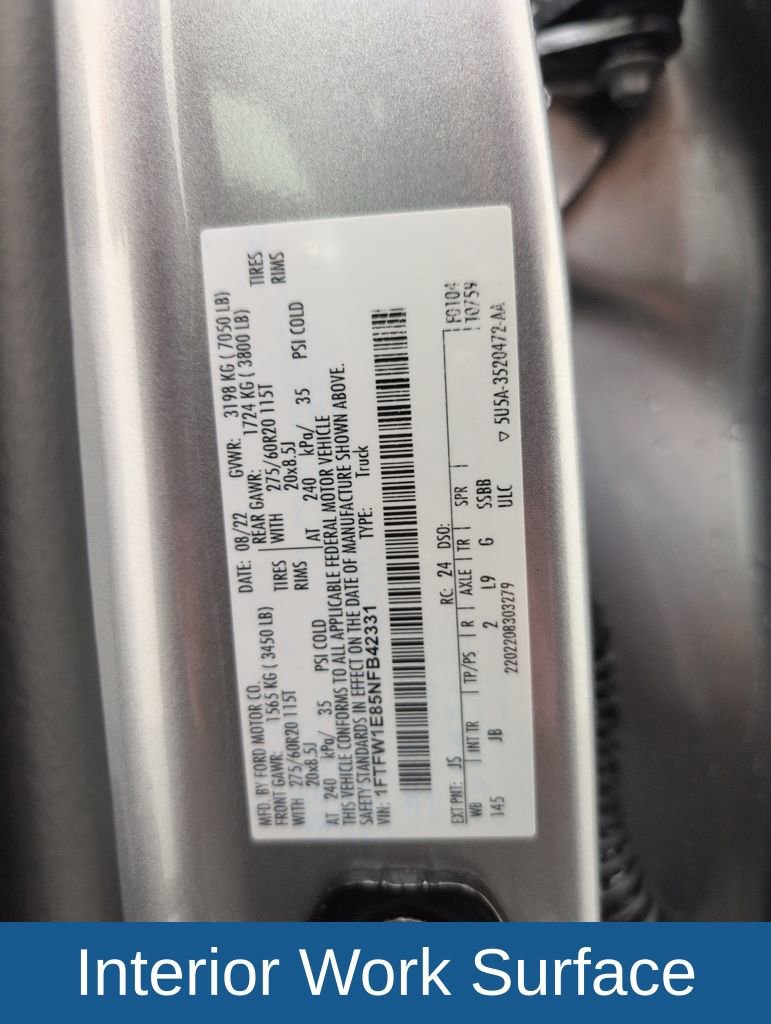 MFD. BY FORD MOTOR CO.
DATE: 08/22 GVWR: 3198 KG ( 7050 LB)
FRONT GAWR: 1565 KG ( 3450 LB) REAR GAWR: 1724 KG ( 3800 LB)
WITH 275/60R20 115T TIRES WITH 275/60R20 115T TIRES
20x8.5J RIMS 20x8.5J RIMS
AT 240 kPa/ 35 PSI COLD AT 240 kPa/ 35 PSI COLD
THIS VEHICLE CONFORMS TO ALL APPLICABLE FEDERAL MOTOR VEHICLE
SAFETY STANDARDS IN EFFECT ON THE DATE OF MANUFACTURE SHOWN ABOVE.
VIN: 1FTFW1E85NFB42331 TYPE: Truck
F0104
T0759
EXT PNT: JS RC: 24 DSO:
WB INT TR TP/PS R AXLE TR SPR
145 JB 2 L9 G SSBB
2202208303279 ULC ▽ 5U5A-3520472-AA
Interior Work Surface